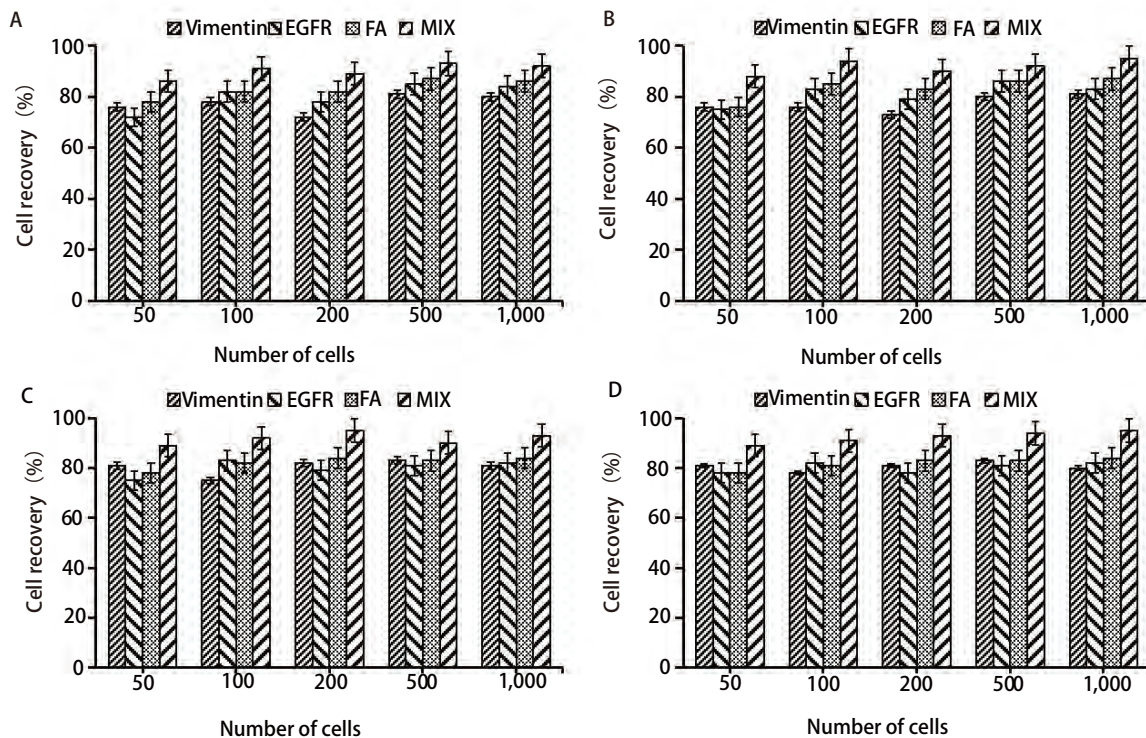 A
Vimentin EGFR FA MIX
Cell recovery (%)
100
80
60
40
20
0
50 100 200 500 1,000
Number of cells
B
Vimentin EGFR FA MIX
Cell recovery (%)
100
80
60
40
20
0
50 100 200 500 1,000
Number of cells
C
Vimentin EGFR FA MIX
Cell recovery (%)
100
80
60
40
20
0
50 100 200 500 1,000
Number of cells
D
Vimentin EGFR FA MIX
Cell recovery (%)
100
80
60
40
20
0
50 100 200 500 1,000
Number of cells